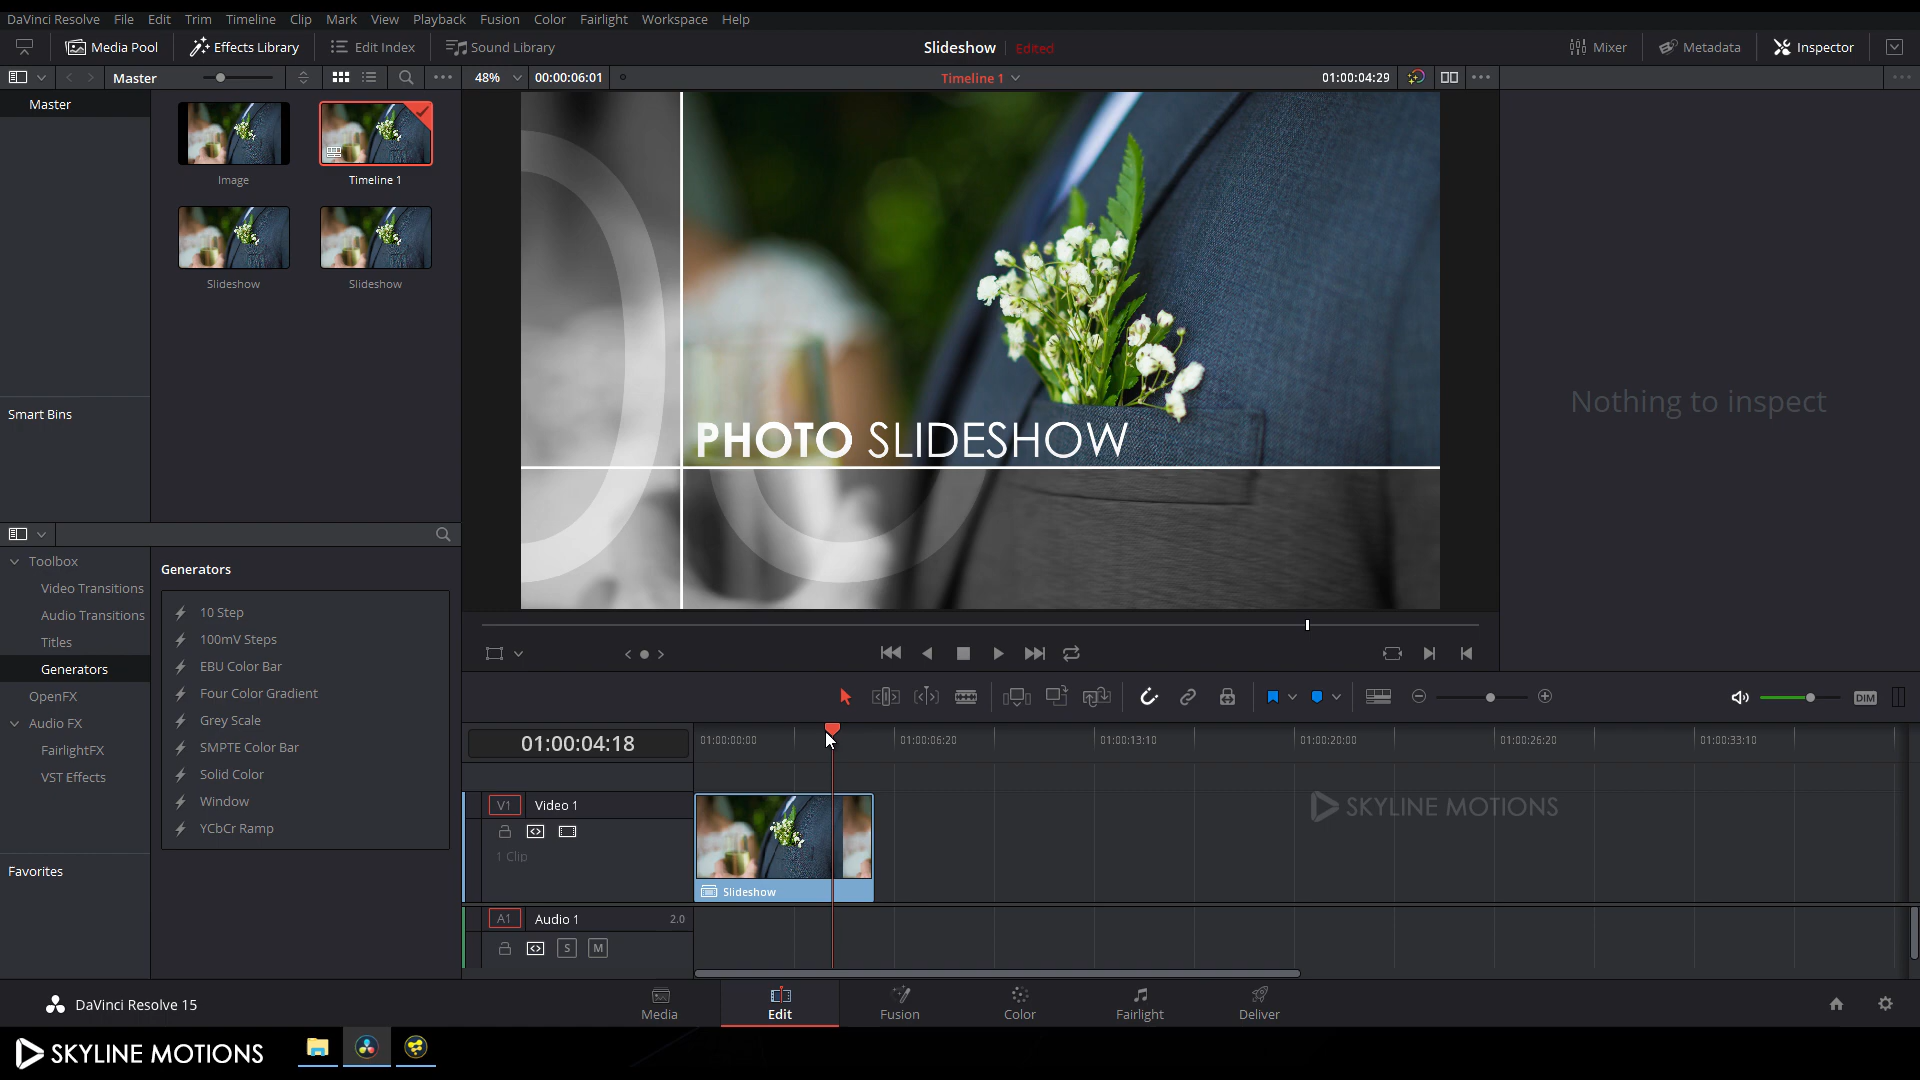 DaVinci Resolve File Edit Trim Timeline Clip Mark View Playback Fusion Color Fairlight Workspace Help
Media Pool Effects Library Edit Index Sound Library Slideshow Edited Mixer Metadata Inspector
Master 48% 00:00:06:01 Timeline 1 01:00:04:29
Master
Image Timeline 1
Slideshow Slideshow
Smart Bins
PHOTO SLIDESHOW
Nothing to inspect
Toolbox
Video Transitions
Audio Transitions
Titles
Generators
OpenFX
Audio FX
FairlightFX
VST Effects
Favorites
Generators
10 Step
100mV Steps
EBU Color Bar
Four Color Gradient
Grey Scale
SMPTE Color Bar
Solid Color
Window
YCbCr Ramp
DIM
01:00:04:18 01:00:00:00 01:00:06:20 01:00:13:10 01:00:20:00 01:00:26:20 01:00:33:10
V1 Video 1
1 Clip
Slideshow
SKYLINE MOTIONS
A1 Audio 1 2.0
S M
DaVinci Resolve 15
Media Edit Fusion Color Fairlight Deliver
SKYLINE MOTIONS